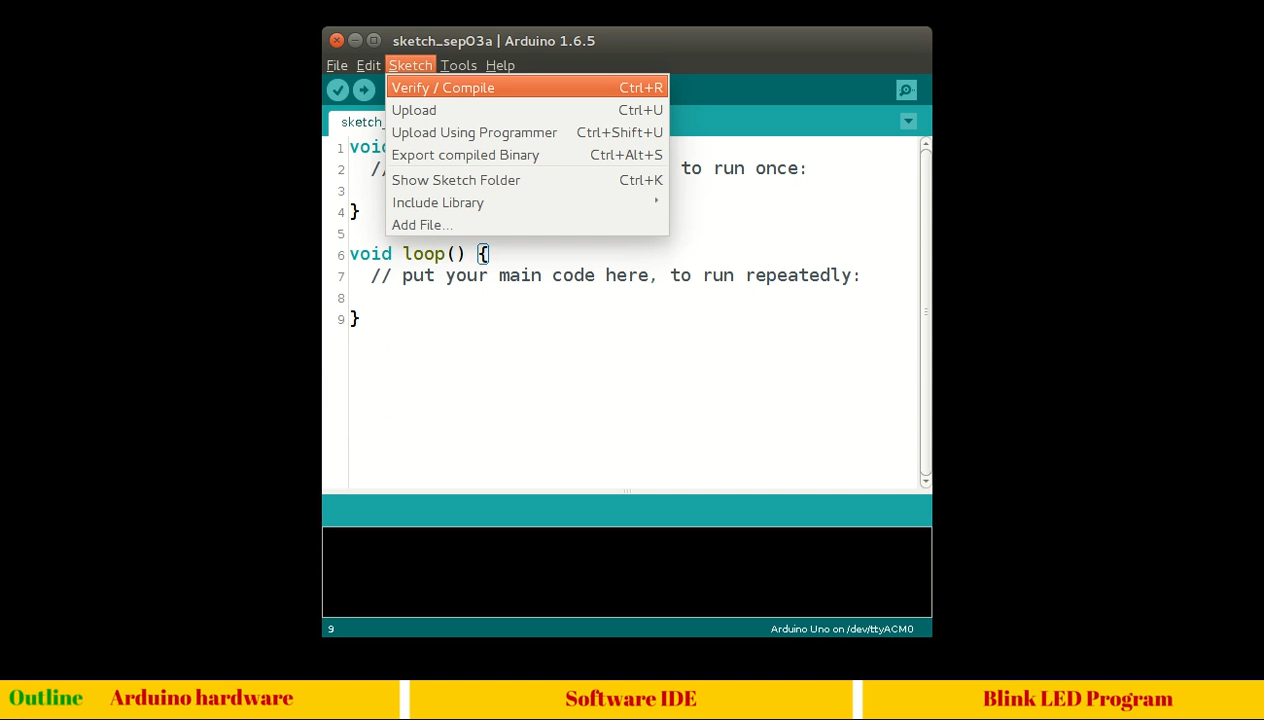 sketch_sep03a | Arduino 1.6.5
File Edit Sketch Tools Help
Verify / Compile Ctrl+R
Upload Ctrl+U
Upload Using Programmer Ctrl+Shift+U
Export compiled Binary Ctrl+Alt+S
Show Sketch Folder Ctrl+K
Include Library
Add File...
sketch_
1 voi
2 // to run once:
3
4 }
5
6 void loop() {
7 // put your main code here, to run repeatedly:
8
9 }
9 Arduino Uno on /dev/ttyACM0
Outline Arduino hardware Software IDE Blink LED Program